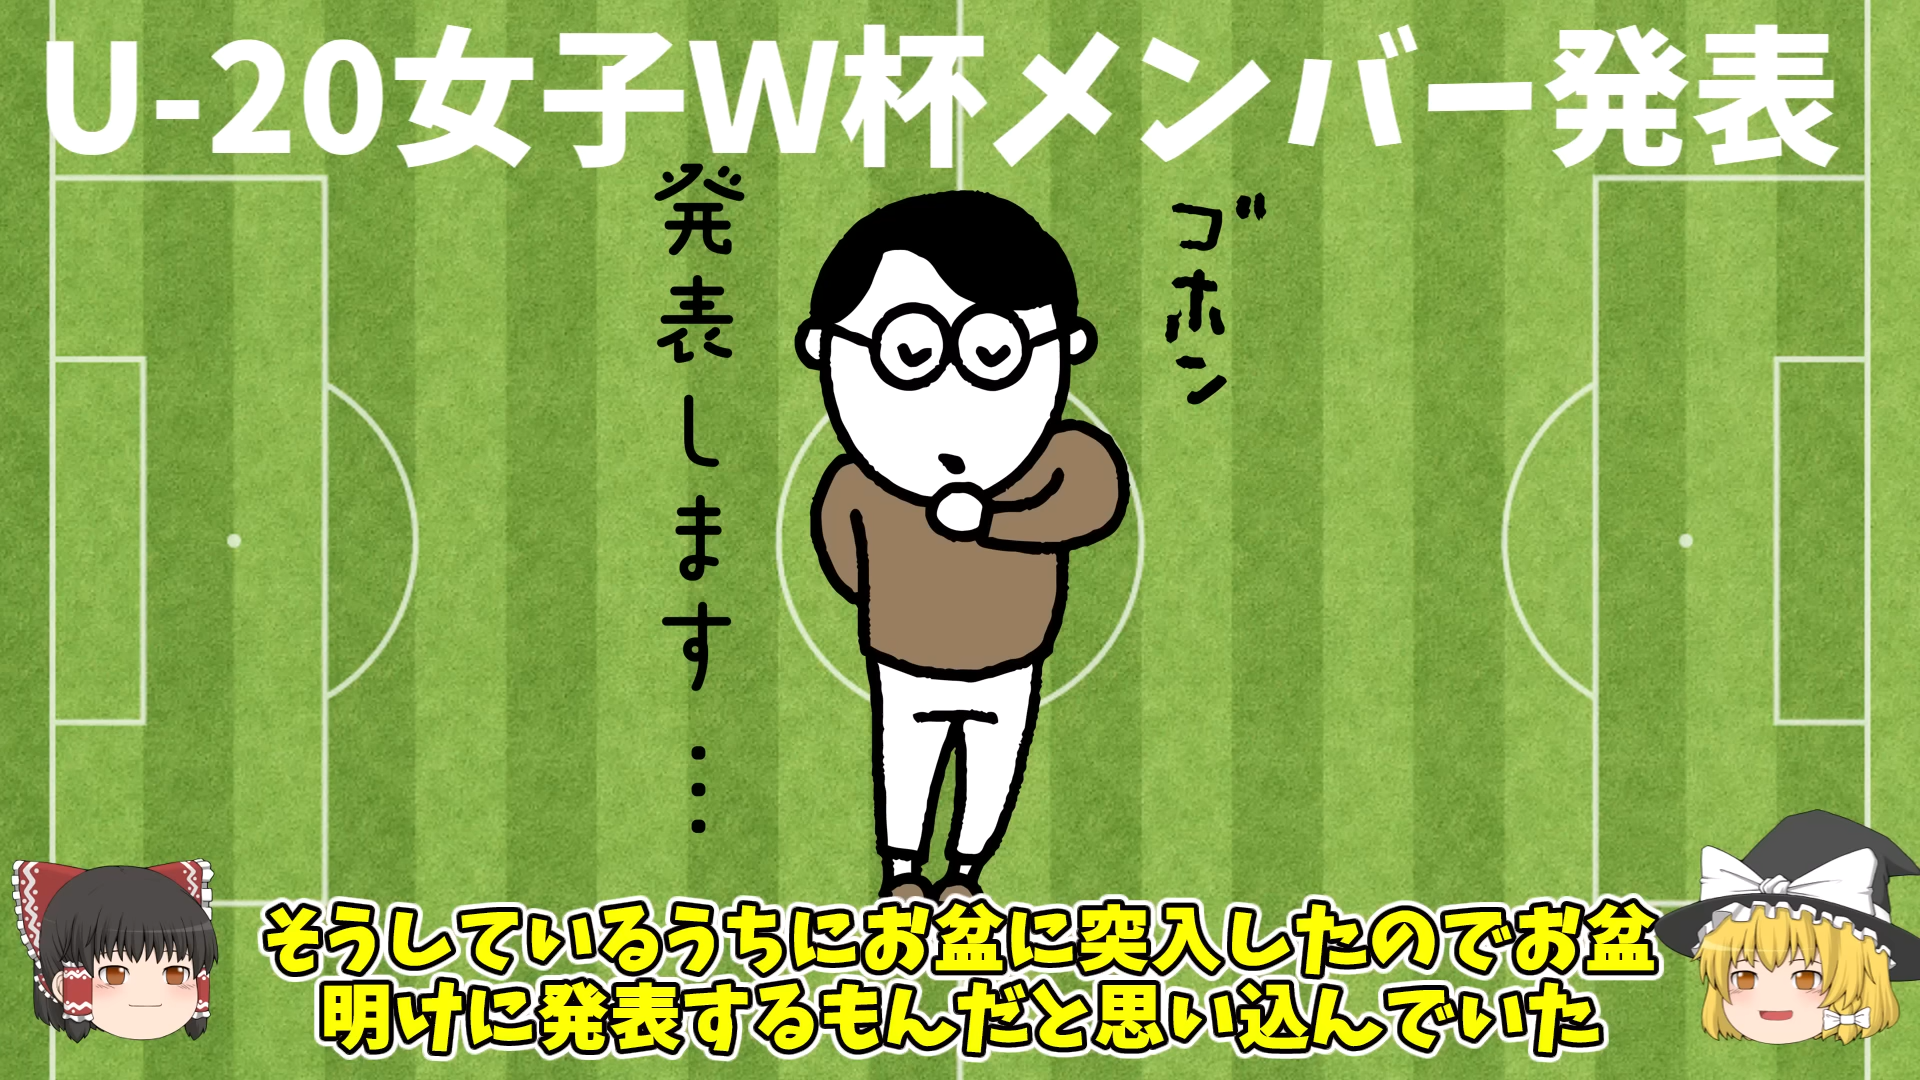 U-20女子W杯メンバー発表
ゴホン
発表します…
そうしているうちにお盆に突入したのでお盆
明けに発表するもんだと思い込んでいた